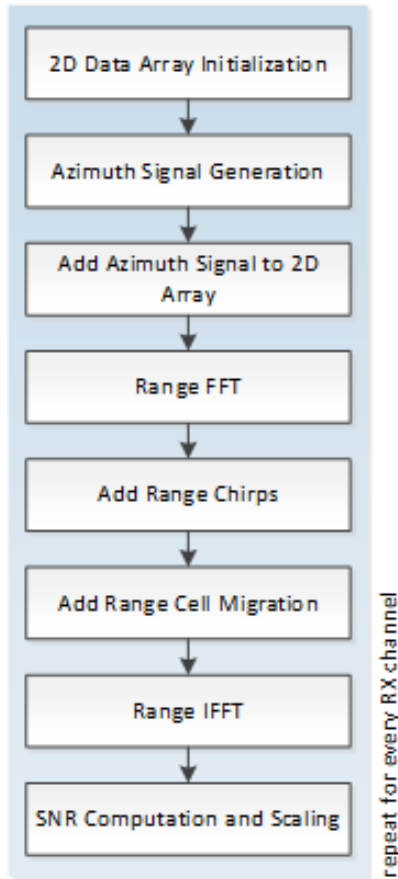 2D Data Array Initialization
Azimuth Signal Generation
Add Azimuth Signal to 2D
Array
Range FFT
Add Range Chirps
Add Range Cell Migration
Range IFFT
SNR Computation and Scaling
repeat for every RX channel